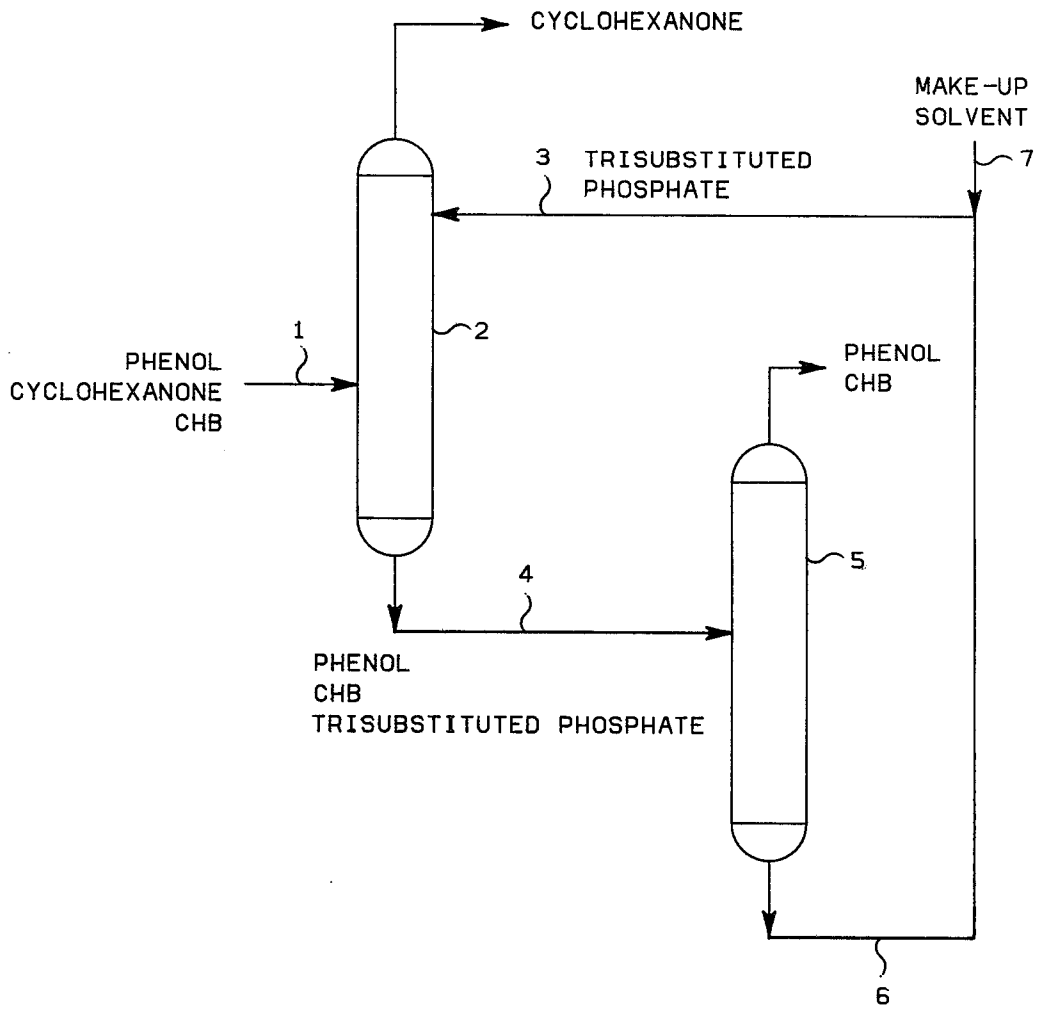 CYCLOHEXANONE
MAKE-UP
SOLVENT
7
3 TRISUBSTITUTED
PHOSPHATE
1
2
PHENOL
CYCLOHEXANONE
CHB
PHENOL
CHB
4
5
PHENOL
CHB
TRISUBSTITUTED PHOSPHATE
6